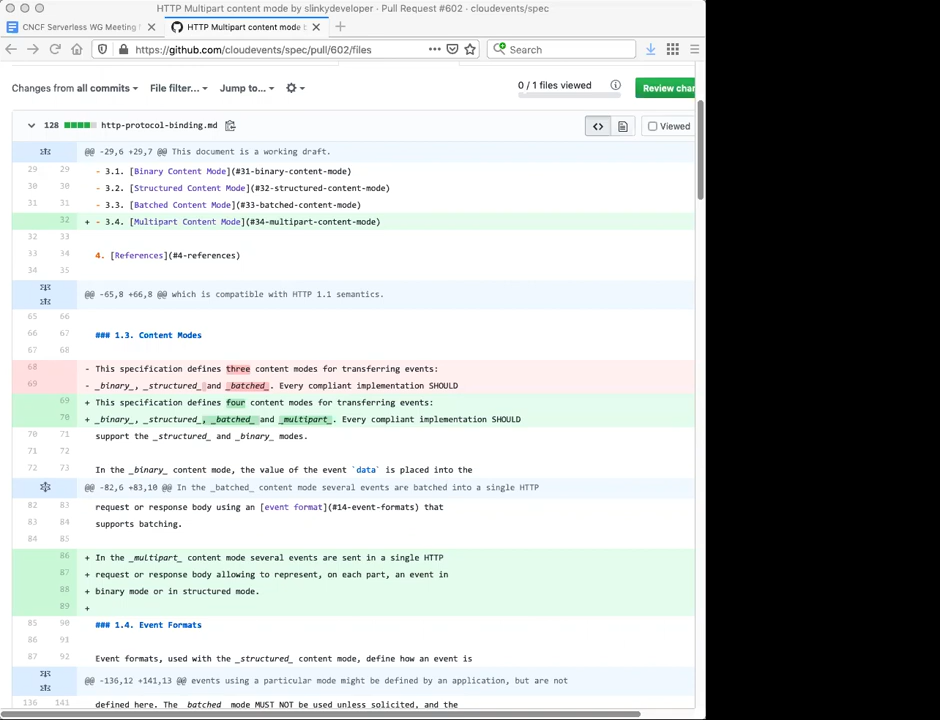 HTTP Multipart content mode by slinkydeveloper · Pull Request #602 · cloudevents/spec
CNCF Serverless WG Meeting
HTTP Multipart content mode
https://github.com/cloudevents/spec/pull/602/files
Search
Changes from all commits
File filter...
Jump to...
0 / 1 files viewed
Review
128 http-protocol-binding.md
Viewed
@@ -29,6 +29,7 @@ This document is a working draft.
29 29 - 3.1. [Binary Content Mode](#31-binary-content-mode)
30 30 - 3.2. [Structured Content Mode](#32-structured-content-mode)
31 31 - 3.3. [Batched Content Mode](#33-batched-content-mode)
32 + - 3.4. [Multipart Content Mode](#34-multipart-content-mode)
32 33
33 34 4. [References](#4-references)
34 35
@@ -65,8 +66,8 @@ which is compatible with HTTP 1.1 semantics.
65 66
66 67 ### 1.3. Content Modes
67 68
68 - This specification defines three content modes for transferring events:
69 - _binary_, _structured_ and _batched_. Every compliant implementation SHOULD
69 + This specification defines four content modes for transferring events:
70 + _binary_, _structured_, _batched_ and _multipart_. Every compliant implementation SHOULD
70 71 support the _structured_ and _binary_ modes.
71 72
72 73 In the _binary_ content mode, the value of the event `data` is placed into the
@@ -82,6 +83,10 @@ In the _batched_ content mode several events are batched into a single HTTP
82 83 request or response body using an [event format](#14-event-formats) that
83 84 supports batching.
84 85
86 + In the _multipart_ content mode several events are sent in a single HTTP
87 + request or response body allowing to represent, on each part, an event in
88 + binary mode or in structured mode.
89 +
85 90 ### 1.4. Event Formats
86 91
87 92 Event formats, used with the _structured_ content mode, define how an event is
@@ -136,12 +141,13 @@ events using a particular mode might be defined by an application, but are not
136 141 defined here. The _batched_ mode MUST NOT be used unless solicited, and the